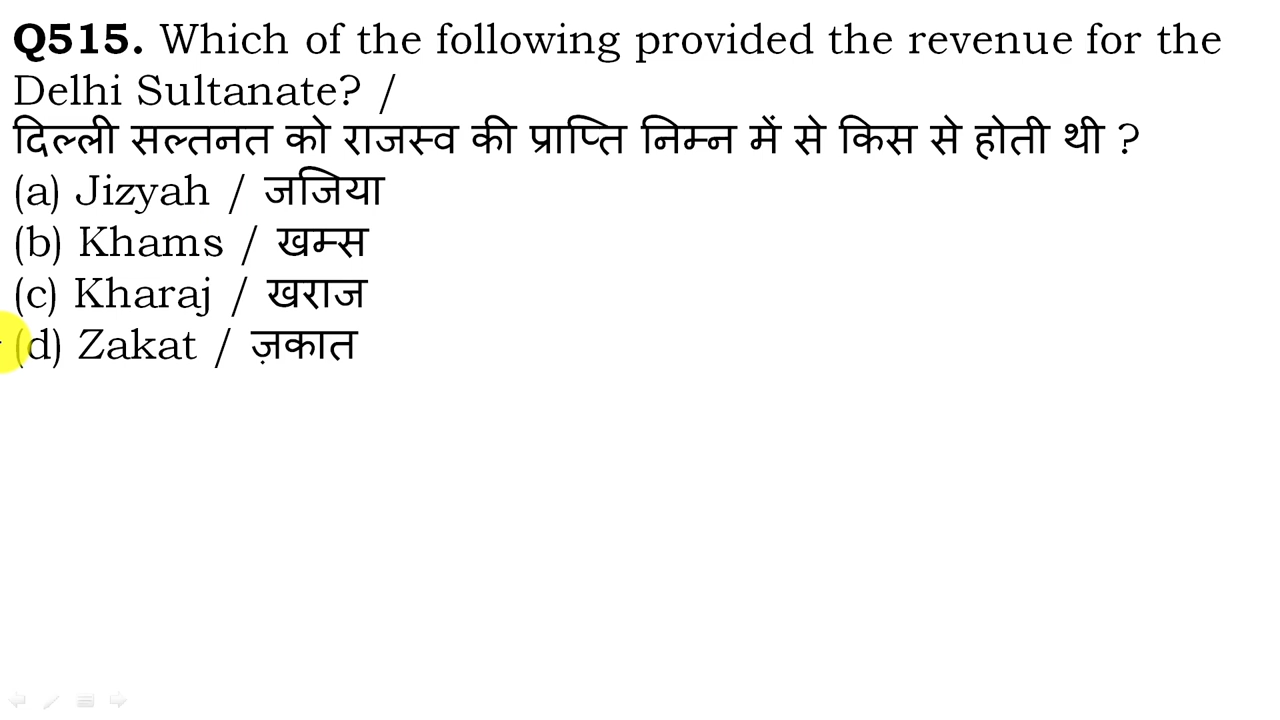 Q515. Which of the following provided the revenue for the
Delhi Sultanate? /
दिल्ली सल्तनत को राजस्व की प्राप्ति निम्न में से किस से होती थी ?
(a) Jizyah / जजिया
(b) Khams / खम्स
(c) Kharaj / खराज
(d) Zakat / ज़कात